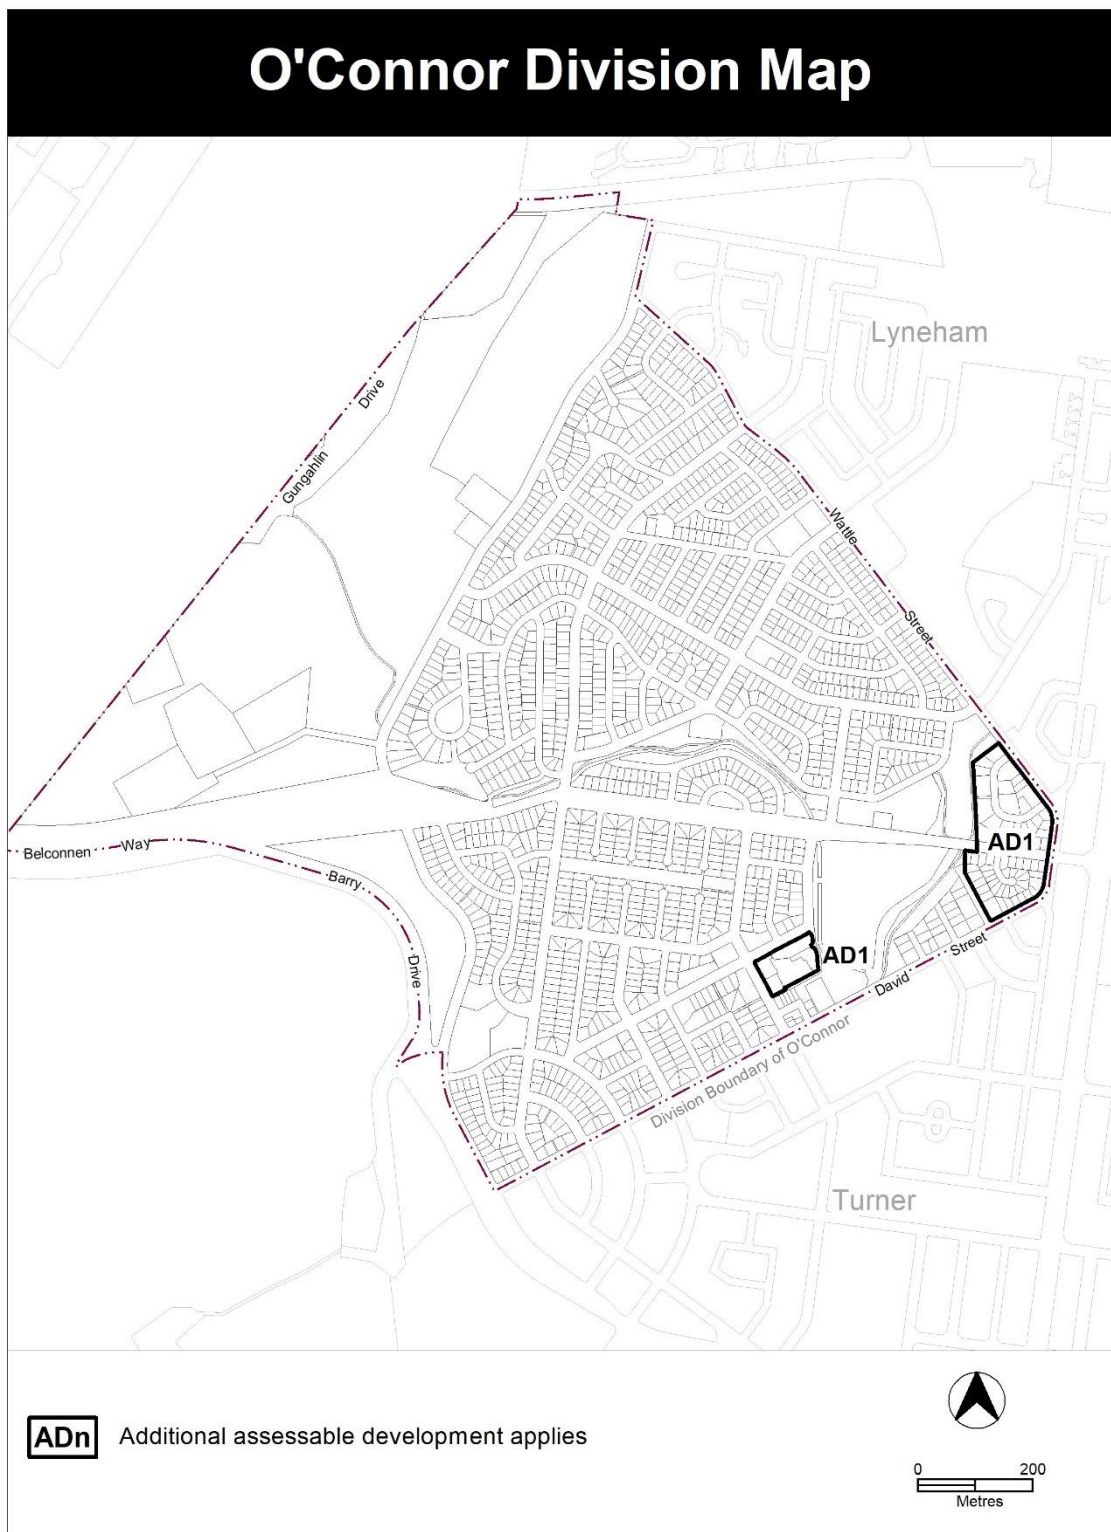 O'Connor Division Map
Lyneham
Gungahlin
Drive
Wattle
Street
AD1
Belconnen
Way
Barry
Drive
AD1
David
Street
Division Boundary of O'Connor
Turner
ADn
Additional assessable development applies
0
200
Metres